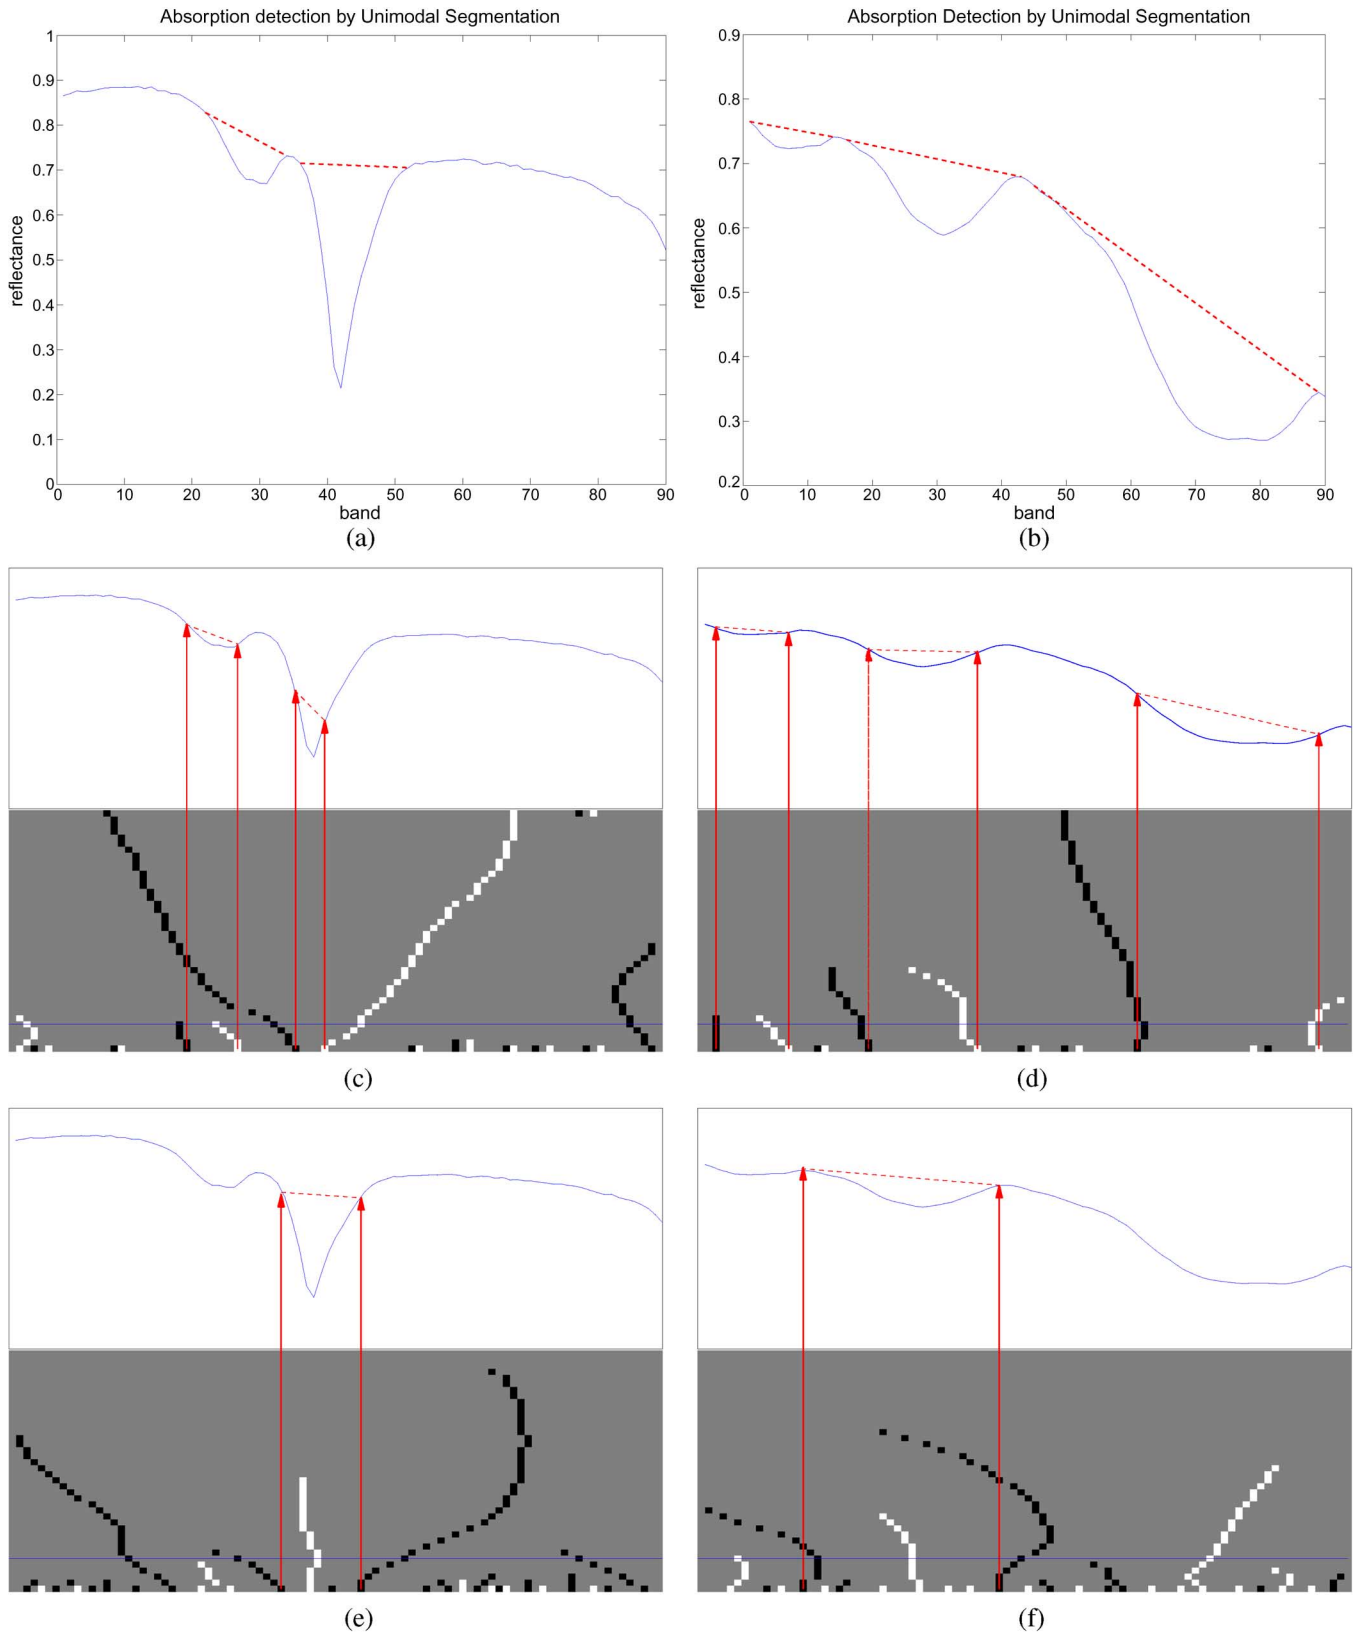 Absorption detection by Unimodal Segmentation
1
0.9
0.8
0.7
0.6
0.5
0.4
0.3
0.2
0.1
0
reflectance
0 10 20 30 40 50 60 70 80 90
band
(a)
Absorption Detection by Unimodal Segmentation
0.9
0.8
0.7
0.6
0.5
0.4
0.3
0.2
reflectance
0 10 20 30 40 50 60 70 80 90
band
(b)
(c)
(d)
(e)
(f)